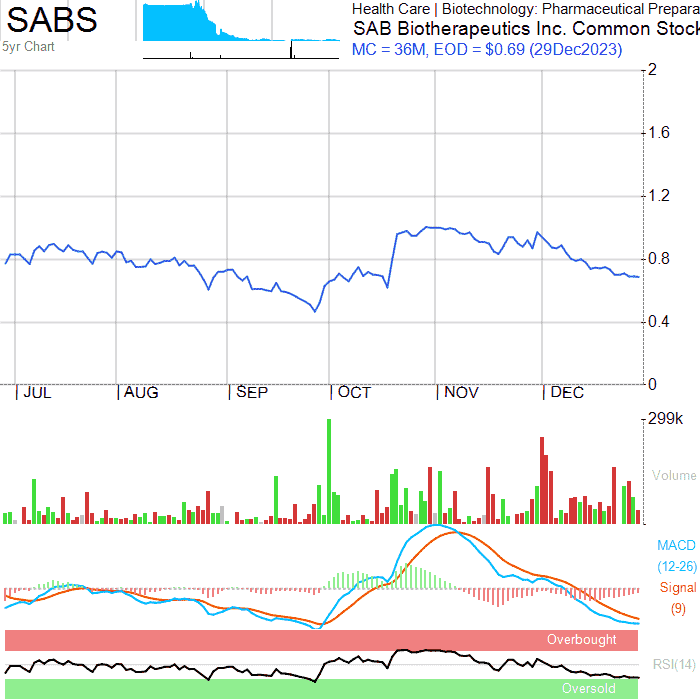 SABS
5yr Chart
Health Care | Biotechnology: Pharmaceutical Prepara
SAB Biotherapeutics Inc. Common Stock
MC = 36M, EOD = $0.69 (29Dec2023)
2
1.6
1.2
0.8
0.4
0
| JUL | AUG | SEP | OCT | NOV | DEC
299k
Volume
MACD
(12-26)
Signal
(9)
Overbought
RSI(14)
Oversold